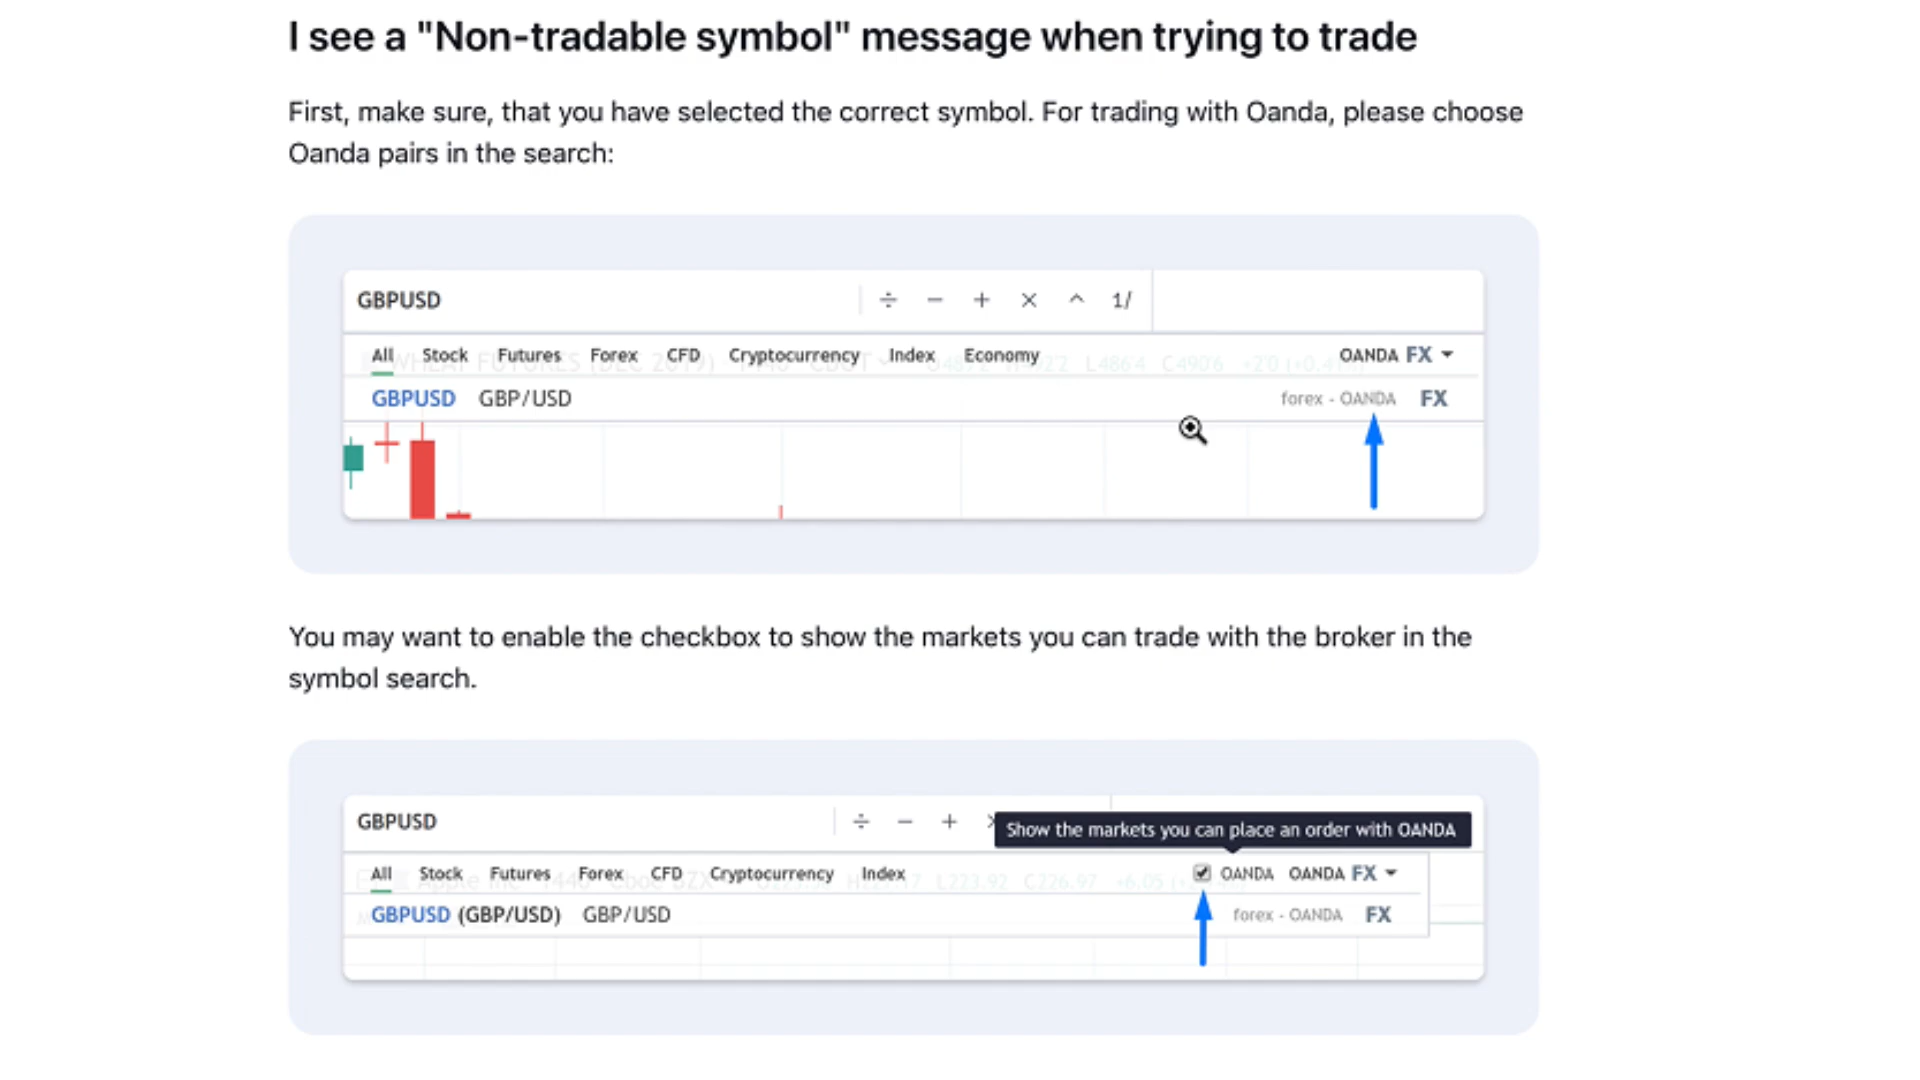 I see a "Non-tradable symbol" message when trying to trade
First, make sure, that you have selected the correct symbol. For trading with Oanda, please choose
Oanda pairs in the search:
GBPUSD ÷ − + × ^ 1/
All Stock Futures Forex CFD Cryptocurrency Index Economy OANDA FX
GBPUSD GBP/USD forex - OANDA FX
You may want to enable the checkbox to show the markets you can trade with the broker in the
symbol search.
GBPUSD ÷ − +
Show the markets you can place an order with OANDA
All Stock Futures Forex CFD Cryptocurrency Index OANDA OANDA FX
GBPUSD (GBP/USD) GBP/USD forex - OANDA FX